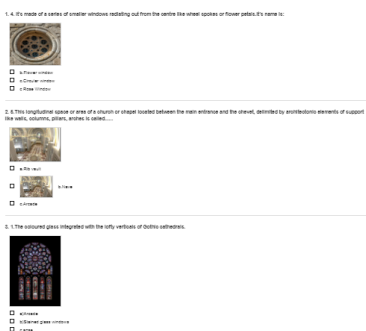 1. 4. It's made of a series of smaller windows radiating out from the centre like wheel spokes or flower petals.It's name is:
b.Flower window
a.Circular window
c Rose Window
2. 6.This longitudinal space or area of a church or chapel located between the main entrance and the chevet, delimited by architectonic elements of support
like walls, columns, pillars, arches is called.....
a.Rib vault
b.Nave
c.Arcade
3. 1.The coloured glass integrated with the lofty verticals of Gothic cathedrals.
a)Arcade
b)Stained glass windows
c apse